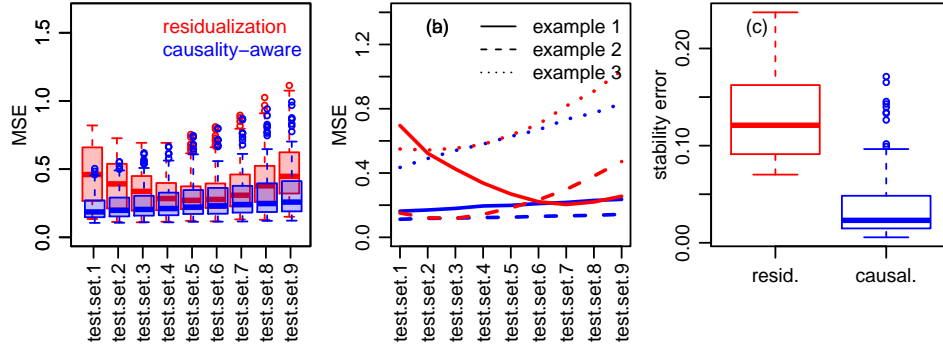 MSE
0.0
0.5
1.0
1.5
residualization
causality−aware
test.set.1
test.set.2
test.set.3
test.set.4
test.set.5
test.set.6
test.set.7
test.set.8
test.set.9
MSE
0.0
0.4
0.8
1.2
example 1
example 2
example 3
test.set.1
test.set.2
test.set.3
test.set.4
test.set.5
test.set.6
test.set.7
test.set.8
test.set.9
(c)
stability error
0.00
0.10
0.20
resid.
causal.